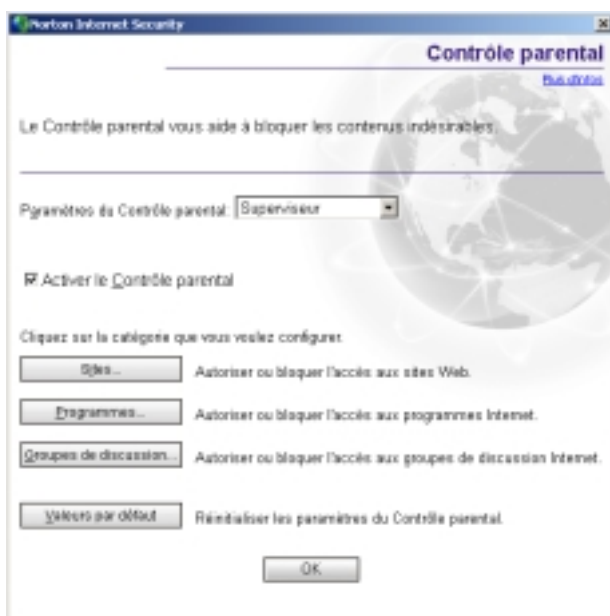 Norton Internet Security
Contrôle parental
Plus d'infos
Le Contrôle parental vous aide à bloquer les contenus indésirables.
Paramètres du Contrôle parental: Superviseur
Activer le Contrôle parental
Cliquez sur la catégorie que vous voulez configurer.
Sites... Autoriser ou bloquer l'accès aux sites Web.
Programmes... Autoriser ou bloquer l'accès aux programmes Internet.
Groupes de discussion... Autoriser ou bloquer l'accès aux groupes de discussion Internet.
Valeurs par défaut Réinitialiser les paramètres du Contrôle parental.
OK